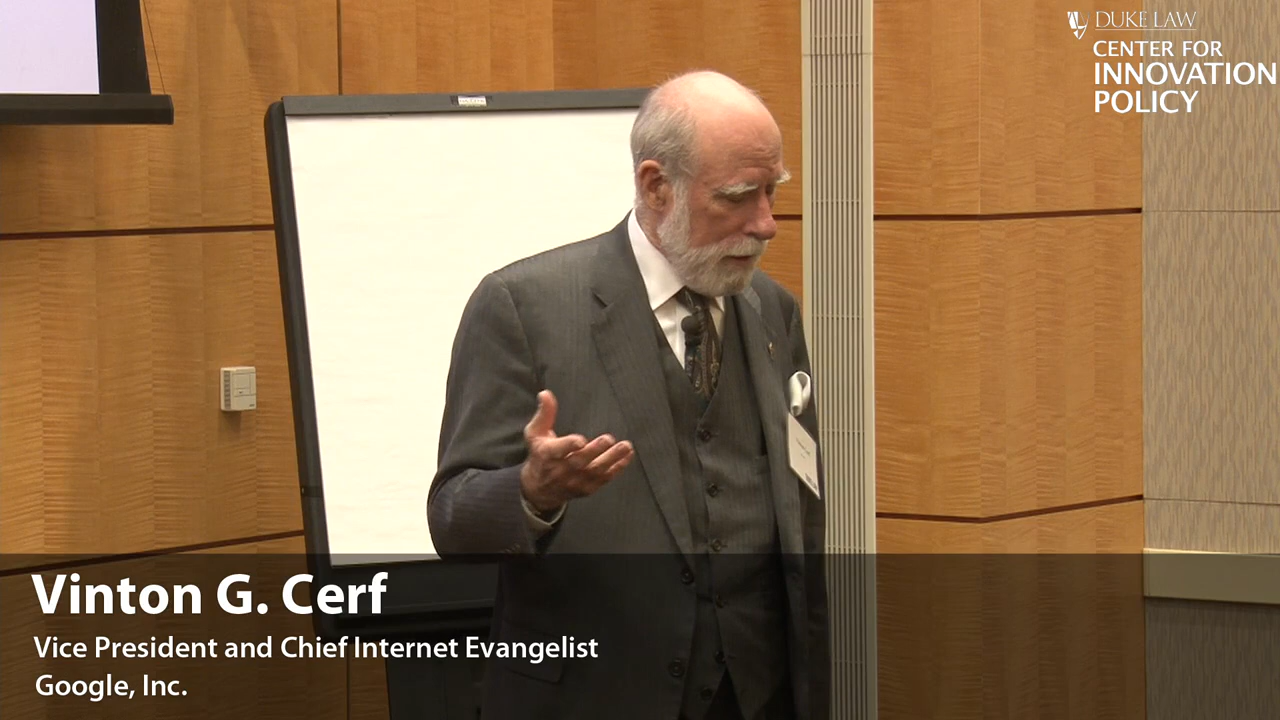 DUKE LAW
CENTER FOR
INNOVATION
POLICY
Vinton G. Cerf
Vice President and Chief Internet Evangelist
Google, Inc.